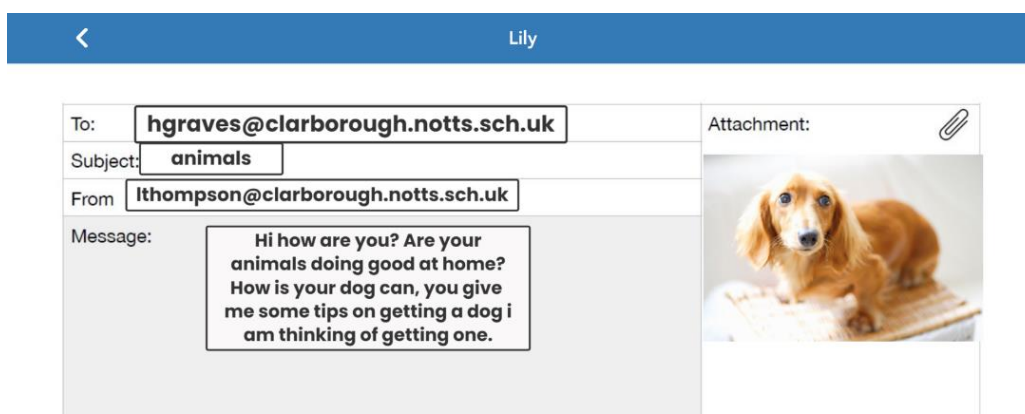 Lily
To: hgraves@clarborough.notts.sch.uk
Attachment:
Subject: animals
From lthompson@clarborough.notts.sch.uk
Message:
Hi how are you? Are your
animals doing good at home?
How is your dog can, you give
me some tips on getting a dog i
am thinking of getting one.